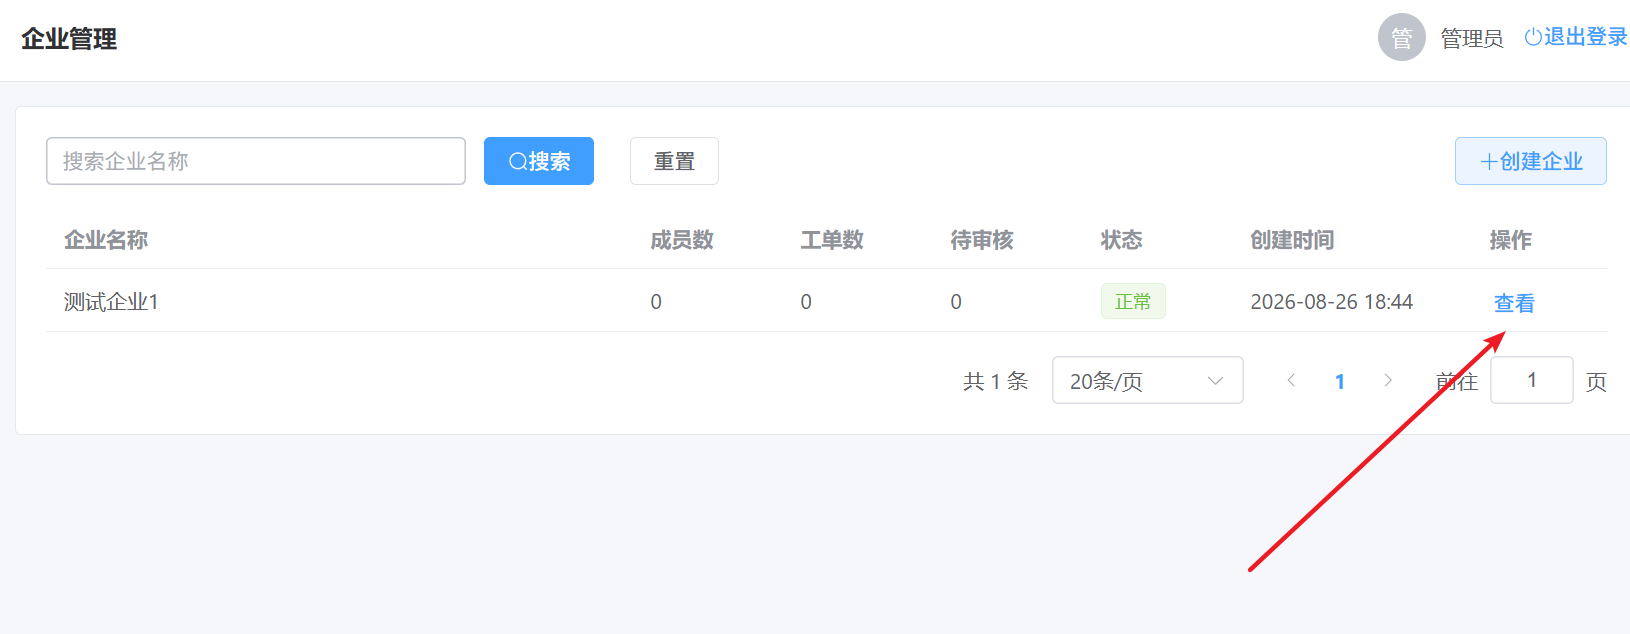 企业管理
管 管理员 退出登录
搜索企业名称 搜索 重置 创建企业
企业名称 成员数 工单数 待审核 状态 创建时间 操作
测试企业1 0 0 0 正常 2026-08-26 18:44 查看
共 1 条 20条/页 1 前往 1 页